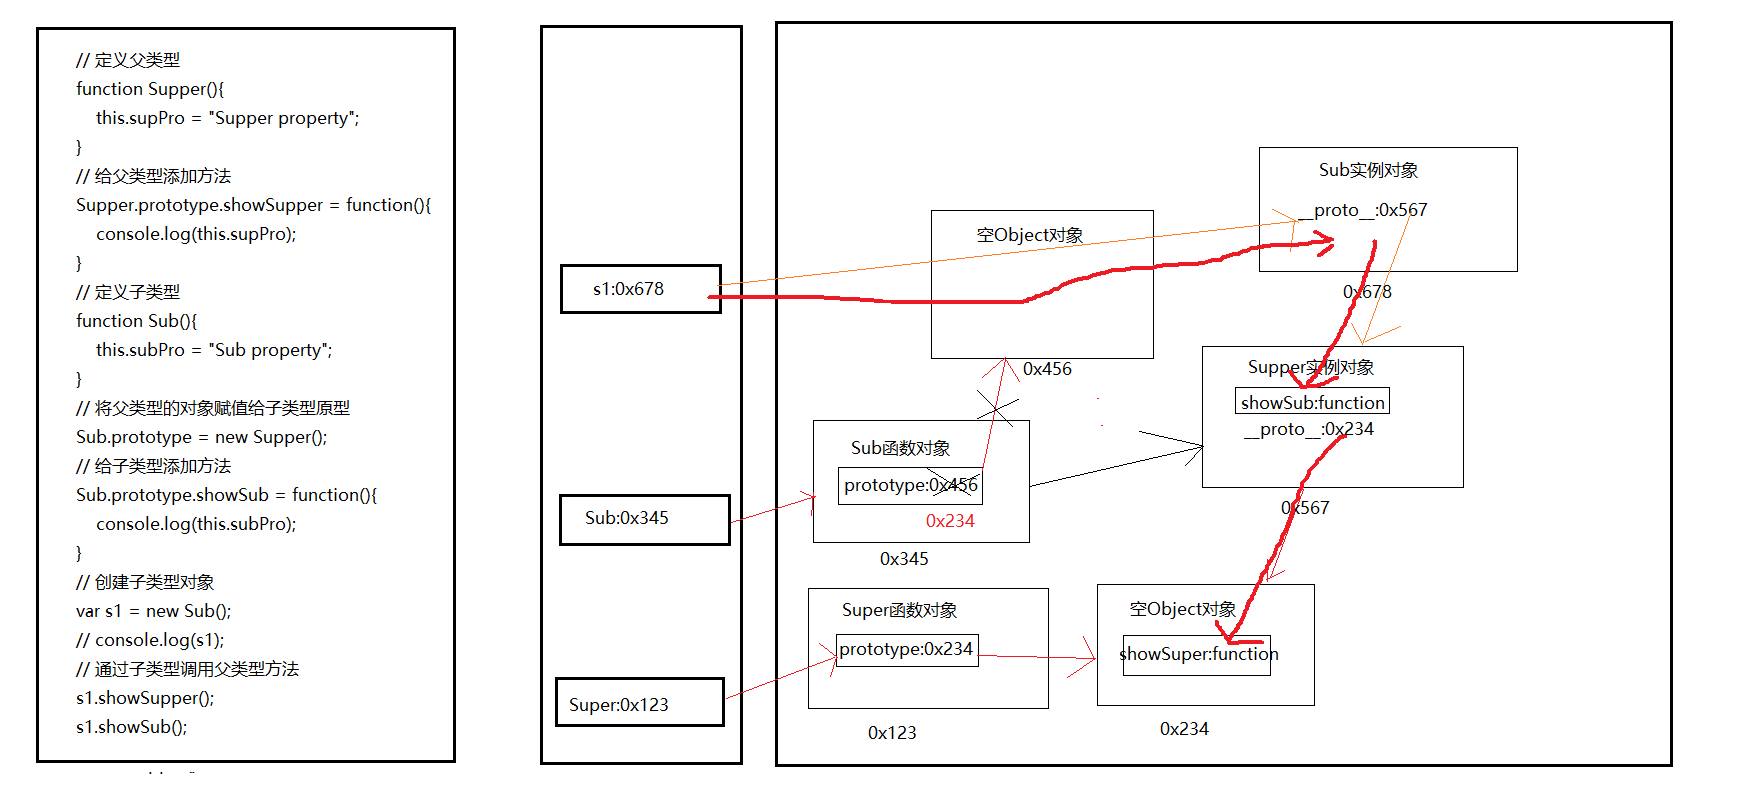 // 定义父类型
function Supper(){
this.supPro = "Supper property";
}
// 给父类型添加方法
Supper.prototype.showSupper = function(){
console.log(this.supPro);
}
// 定义子类型
function Sub(){
this.subPro = "Sub property";
}
// 将父类型的对象赋值给子类型原型
Sub.prototype = new Supper();
// 给子类型添加方法
Sub.prototype.showSub = function(){
console.log(this.subPro);
}
// 创建子类型对象
var s1 = new Sub();
// console.log(s1);
// 通过子类型调用父类型方法
s1.showSupper();
s1.showSub();
s1:0x678
Sub:0x345
Super:0x123
Sub实例对象
__proto__:0x567
0x678
空Object对象
0x456
Supper实例对象
showSub:function
__proto__:0x234
0x567
Sub函数对象
prototype:0x456
0x234
0x345
Super函数对象
prototype:0x234
0x123
空Object对象
showSuper:function
0x234